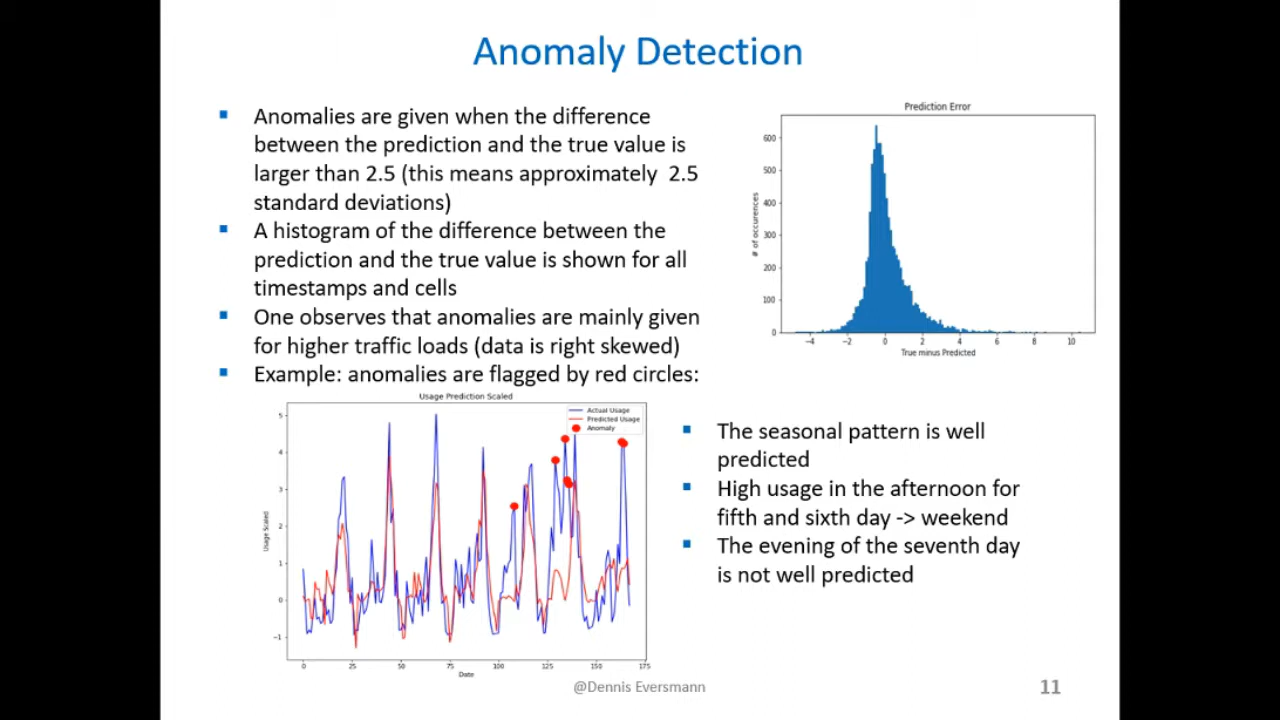 Anomaly Detection
Anomalies are given when the difference
between the prediction and the true value is
larger than 2.5 (this means approximately 2.5
standard deviations)
A histogram of the difference between the
prediction and the true value is shown for all
timestamps and cells
One observes that anomalies are mainly given
for higher traffic loads (data is right skewed)
Example: anomalies are flagged by red circles:
Prediction Error
# of occurences
600
500
400
300
200
100
0
−4 −2 0 2 4 6 8 10
True minus Predicted
Usage Prediction Scaled
Actual Usage
Predicted Usage
Anomaly
Usage Scaled
5
4
3
2
1
0
−1
0 25 50 75 100 125 150 175
Date
The seasonal pattern is well
predicted
High usage in the afternoon for
fifth and sixth day -> weekend
The evening of the seventh day
is not well predicted
@Dennis Eversmann
11